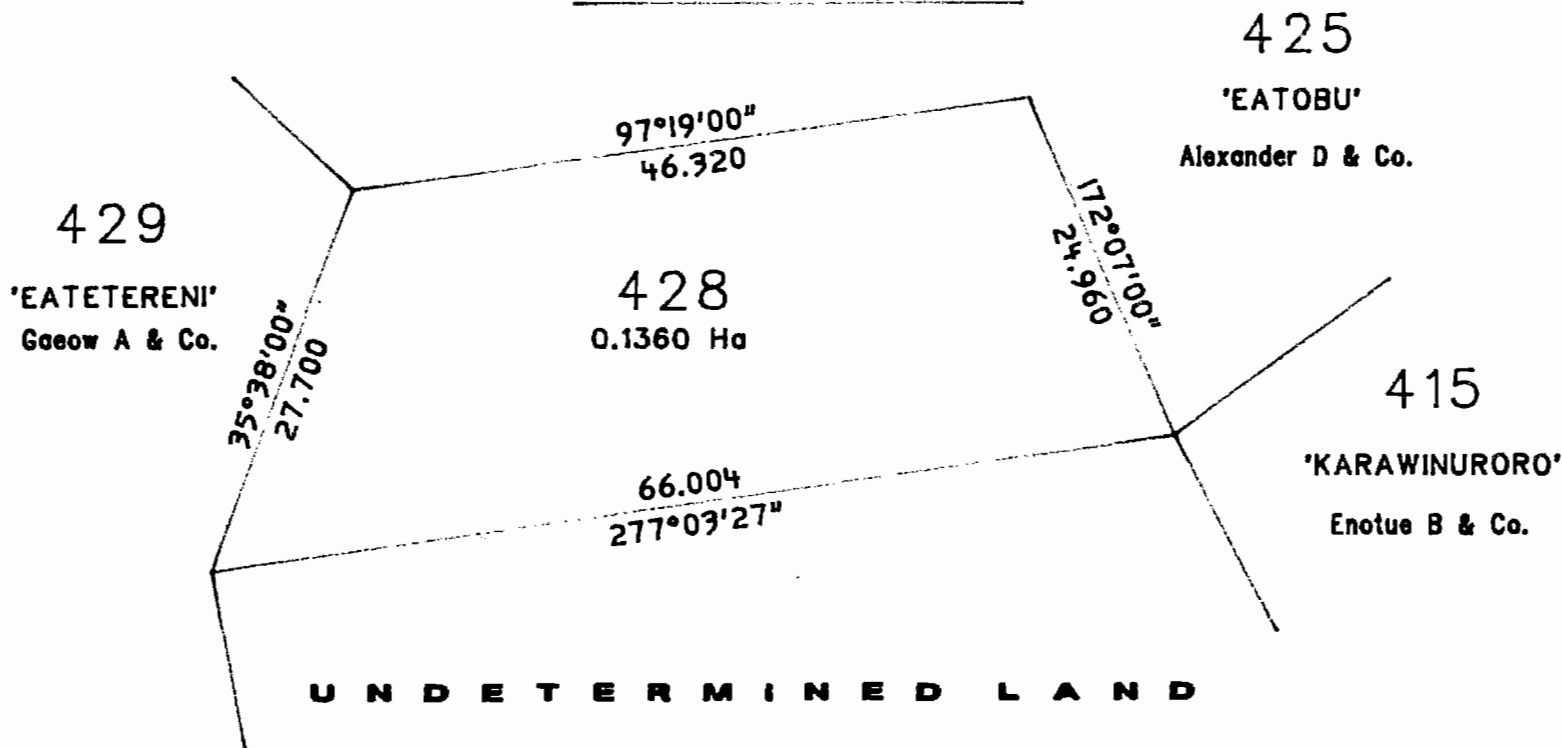 425
'EATOBU'
Alexander D & Co.
97°19'00"
46.320
429
'EATETERENI'
Gaeow A & Co.
35°38'00"
27.700
428
0.1360 Ha
172°07'00"
24.960
415
'KARAWINURORO'
Enotue B & Co.
66.004
277°03'27"
UNDETERMINED LAND